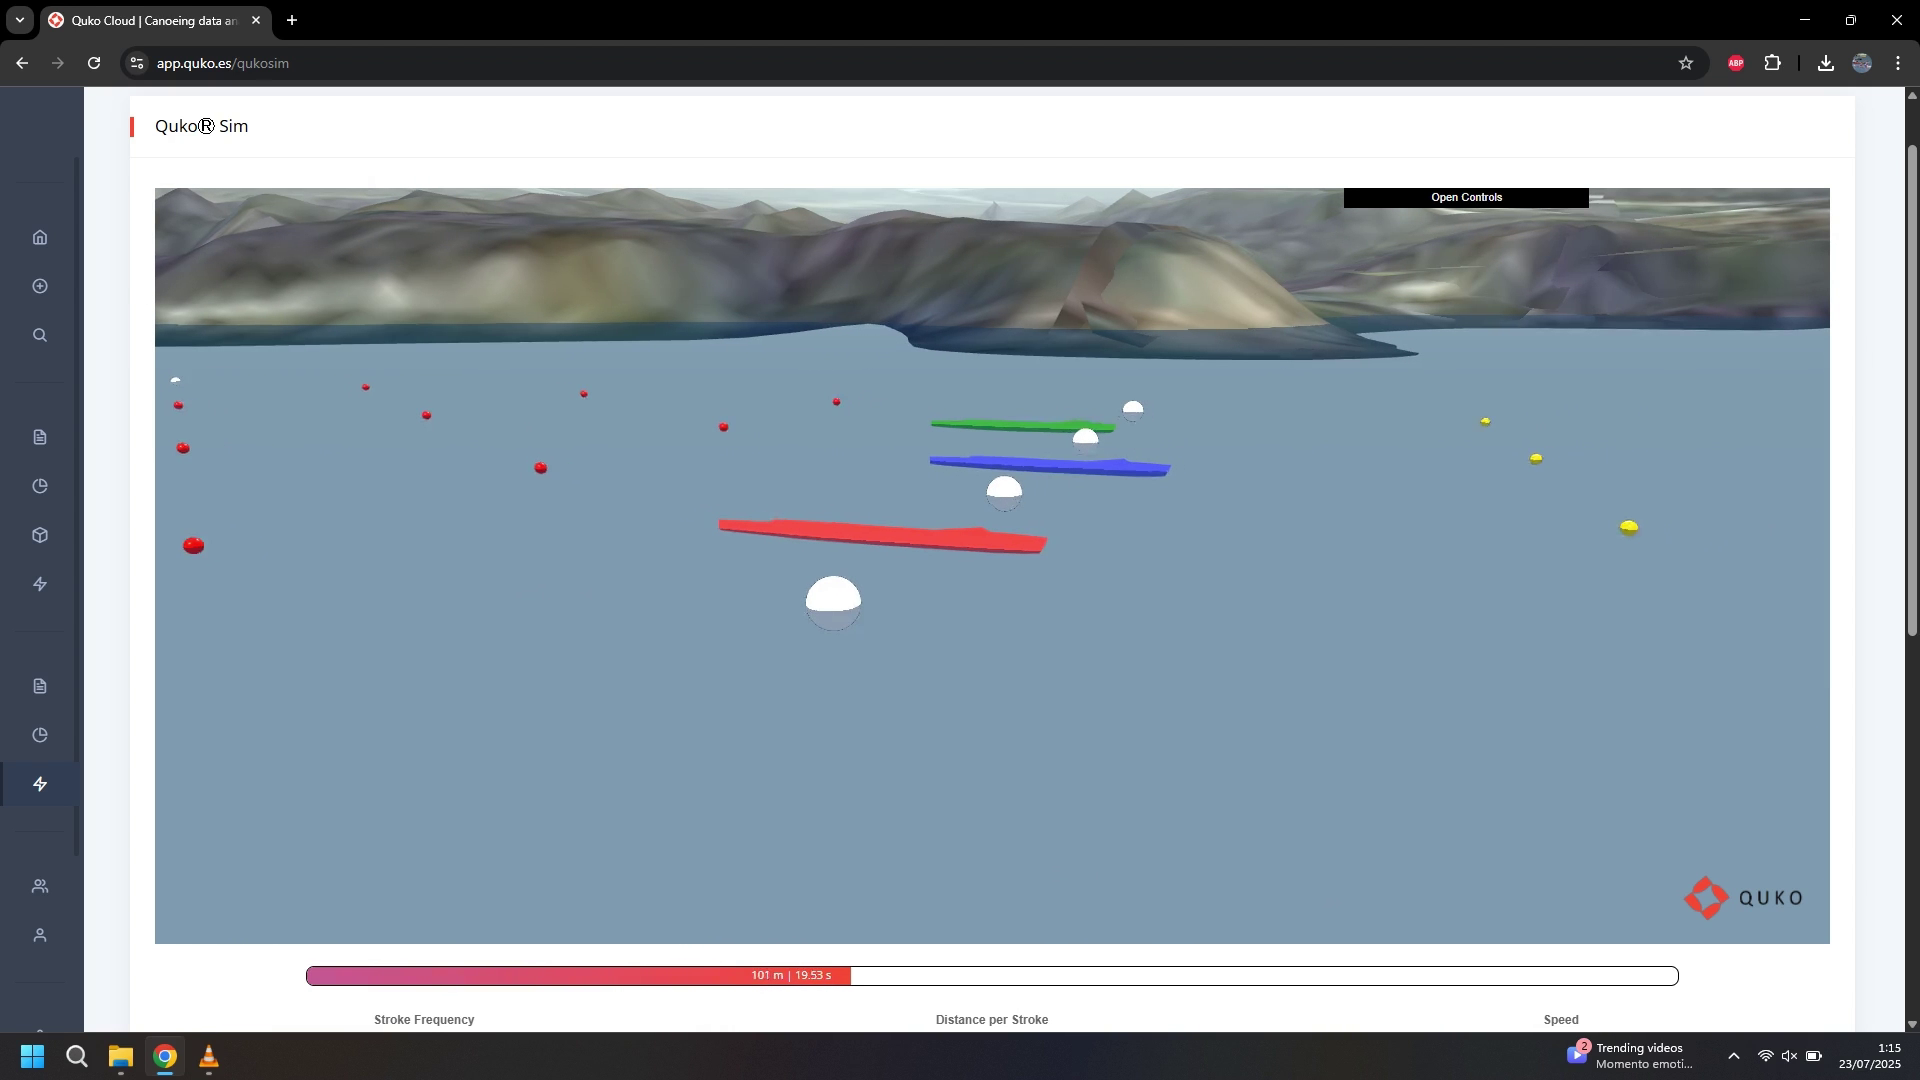 Quko Cloud | Canoeing data an
app.quko.es/qukosim
ABP
Quko® Sim
Open Controls
QUKO
101 m | 19.53 s
Stroke Frequency
Distance per Stroke
Speed
2
Trending videos
Momento emoti...
1:15
23/07/2025